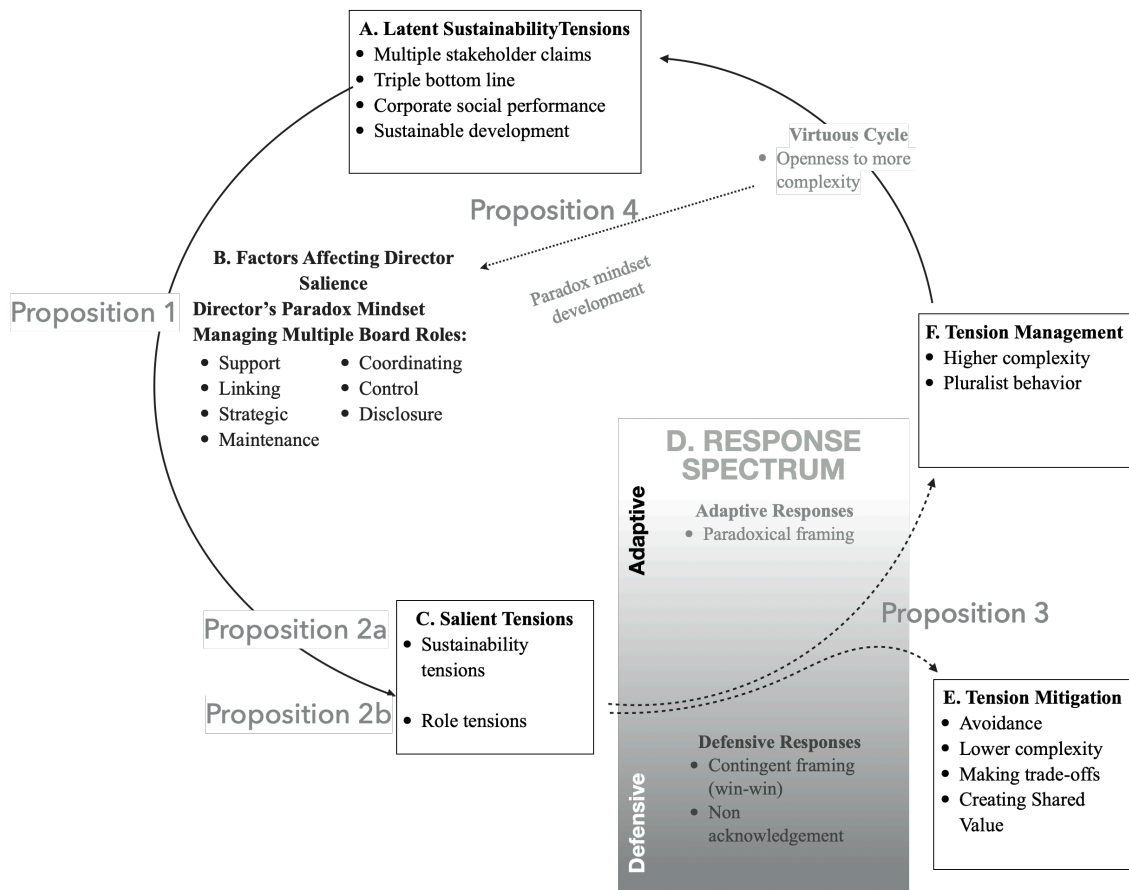 A. Latent SustainabilityTensions
• Multiple stakeholder claims
• Triple bottom line
• Corporate social performance
• Sustainable development
Virtuous Cycle
• Openness to more
complexity
Proposition 4
Paradox mindset
development
B. Factors Affecting Director
Salience
Director's Paradox Mindset
Managing Multiple Board Roles:
• Support
• Linking
• Strategic
• Maintenance
• Coordinating
• Control
• Disclosure
Proposition 1
F. Tension Management
• Higher complexity
• Pluralist behavior
D. RESPONSE
SPECTRUM
Adaptive
Adaptive Responses
• Paradoxical framing
Proposition 2a
Proposition 2b
C. Salient Tensions
• Sustainability
tensions
• Role tensions
Proposition 3
Defensive
Defensive Responses
• Contingent framing
(win-win)
• Non
acknowledgement
E. Tension Mitigation
• Avoidance
• Lower complexity
• Making trade-offs
• Creating Shared
Value